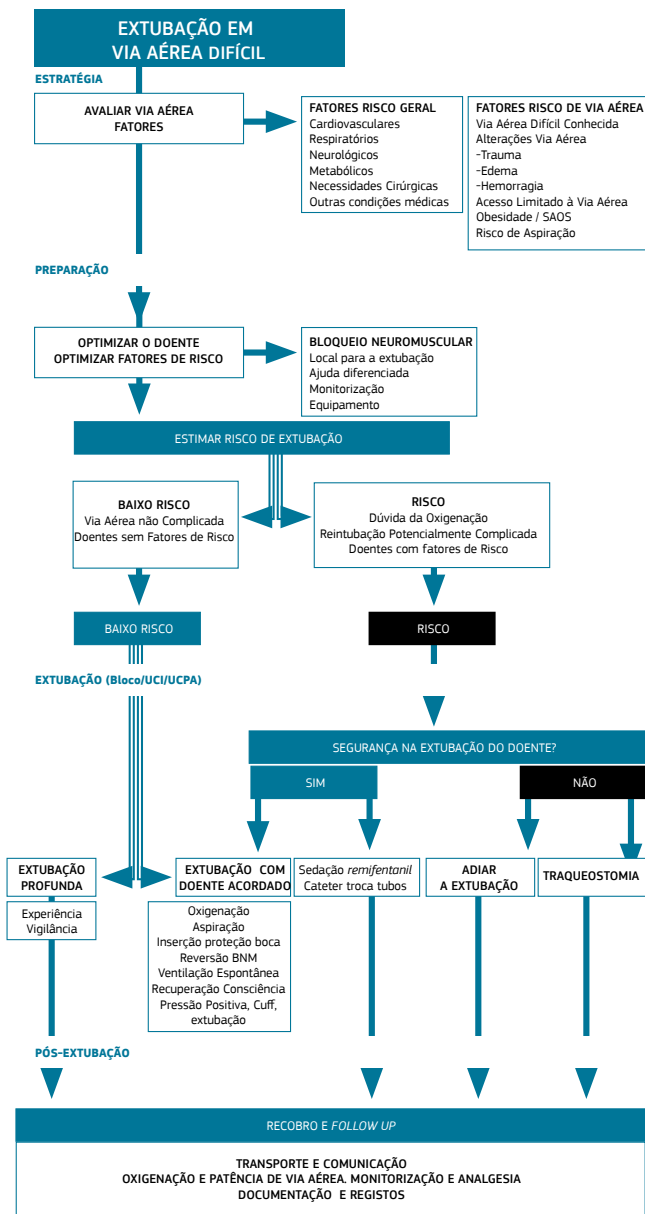 EXTUBAÇÃO EM
VIA AÉREA DIFÍCIL
ESTRATÉGIA
AVALIAR VIA AÉREA
FATORES
FATORES RISCO GERAL
Cardiovasculares
Respiratórios
Neurológicos
Metabólicos
Necessidades Cirúrgicas
Outras condições médicas
FATORES RISCO DE VIA AÉREA
Via Aérea Difícil Conhecida
Alterações Via Aérea
-Trauma
-Edema
-Hemorragia
Acesso Limitado à Via Aérea
Obesidade / SAOS
Risco de Aspiração
PREPARAÇÃO
OPTIMIZAR O DOENTE
OPTIMIZAR FATORES DE RISCO
BLOQUEIO NEUROMUSCULAR
Local para a extubação
Ajuda diferenciada
Monitorização
Equipamento
ESTIMAR RISCO DE EXTUBAÇÃO
BAIXO RISCO
Via Aérea não Complicada
Doentes sem Fatores de Risco
RISCO
Dúvida da Oxigenação
Reintubação Potencialmente Complicada
Doentes com fatores de Risco
BAIXO RISCO
RISCO
EXTUBAÇÃO (Bloco/UCI/UCPA)
SEGURANÇA NA EXTUBAÇÃO DO DOENTE?
SIM
NÃO
EXTUBAÇÃO
PROFUNDA
Experiência
Vigilância
EXTUBAÇÃO COM
DOENTE ACORDADO
Oxigenação
Aspiração
Inserção proteção boca
Reversão BNM
Ventilação Espontânea
Recuperação Consciência
Pressão Positiva, Cuff,
extubação
Sedação remifentanil
Cateter troca tubos
ADIAR
A EXTUBAÇÃO
TRAQUEOSTOMIA
PÓS-EXTUBAÇÃO
RECOBRO E FOLLOW UP
TRANSPORTE E COMUNICAÇÃO
OXIGENAÇÃO E PATÊNCIA DE VIA AÉREA. MONITORIZAÇÃO E ANALGESIA
DOCUMENTAÇÃO E REGISTOS